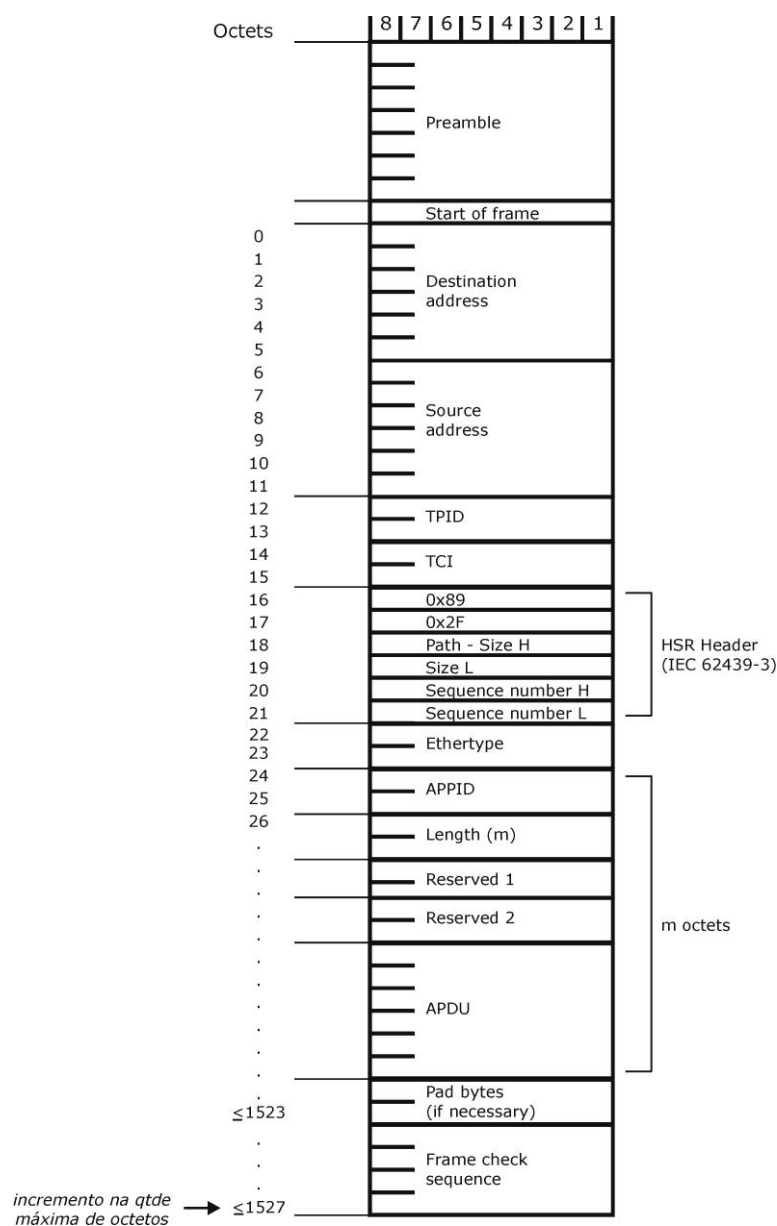 Octets
8 7 6 5 4 3 2 1
Preamble
Start of frame
0
1
2
3
4
5
Destination
address
6
7
8
9
10
11
Source
address
12
13
TPID
14
15
TCI
16
0x89
17
0x2F
18
Path - Size H
19
Size L
20
Sequence number H
21
Sequence number L
HSR Header
(IEC 62439-3)
22
23
Ethertype
24
25
APPID
26
Length (m)
.
Reserved 1
.
.
Reserved 2
.
.
m octets
.
.
.
APDU
.
.
.
.
Pad bytes
(if necessary)
≤1523
.
.
.
Frame check
sequence
≤1527
incremento na qtde
máxima de octetos